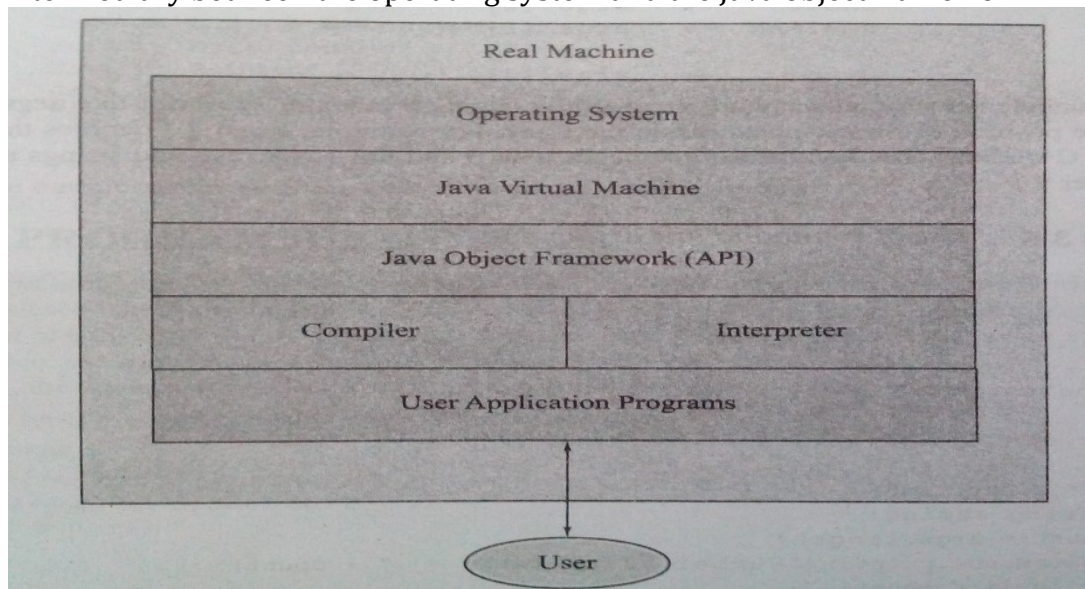 Real Machine
Operating System
Java Virtual Machine
Java Object Framework (API)
Compiler Interpreter
User Application Programs
User